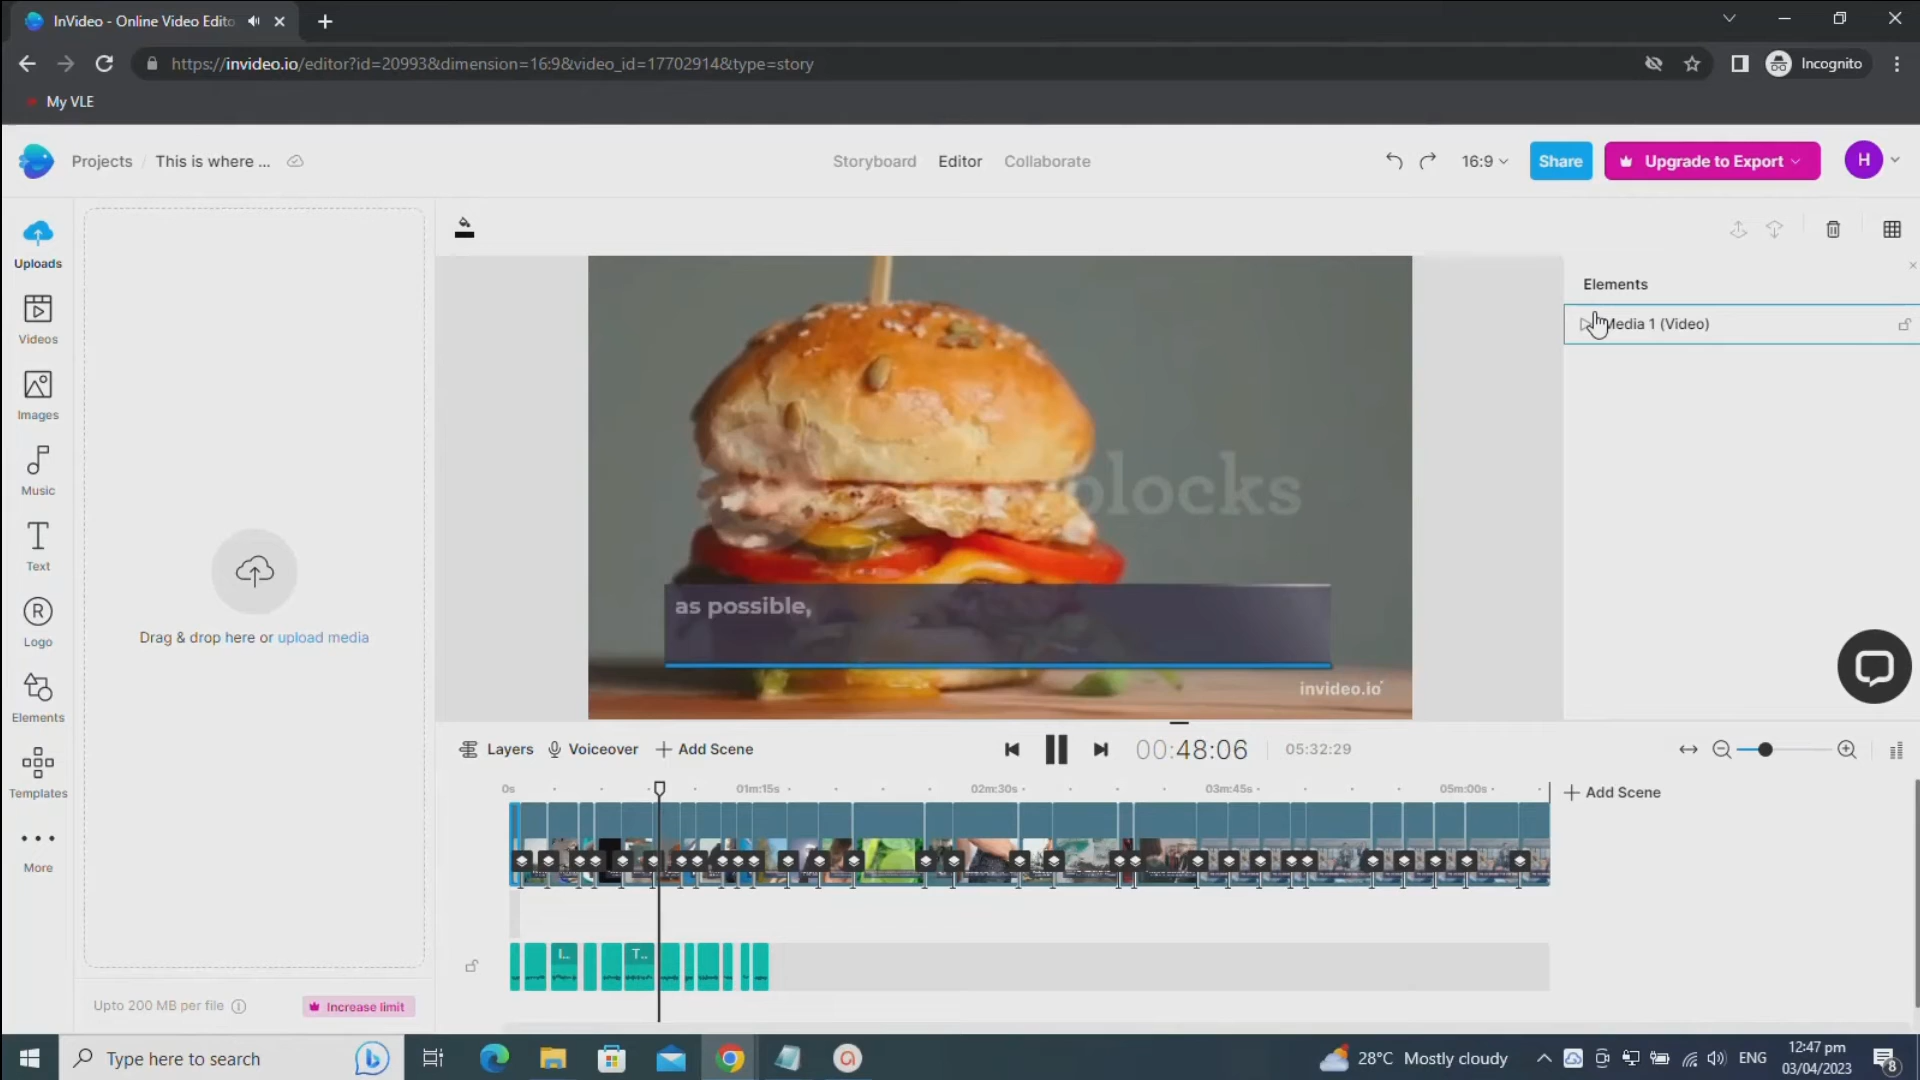 InVideo - Online Video Edito
https://invideo.io/editor?id=20993&dimension=16:9&video_id=17702914&type=story
Incognito
My VLE
Projects / This is where ...
Storyboard
Editor
Collaborate
16:9
Share
Upgrade to Export
H
Uploads
Videos
Images
Music
Text
R
Logo
Elements
Templates
More
Drag & drop here or upload media
Upto 200 MB per file
Increase limit
Elements
Media 1 (Video)
blocks
as possible,
invideo.io
Layers
Voiceover
Add Scene
00:48:06
05:32:29
0s
01m:15s
02m:30s
03m:45s
05m:00s
Add Scene
I..
T..
Type here to search
28°C Mostly cloudy
ENG
12:47 pm
03/04/2023
8